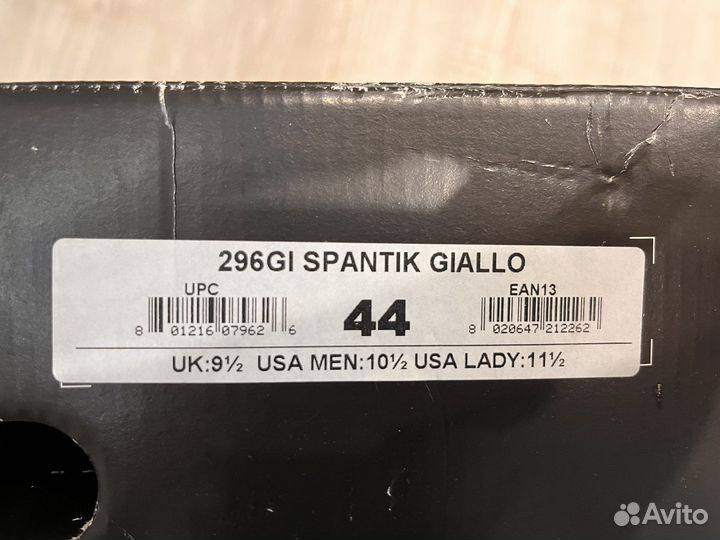 296GI SPANTIK GIALLO
UPC
8 01216 07962 6
44
EAN13
8 020647 212262
UK:9½ USA MEN:10½ USA LADY:11½
Avito